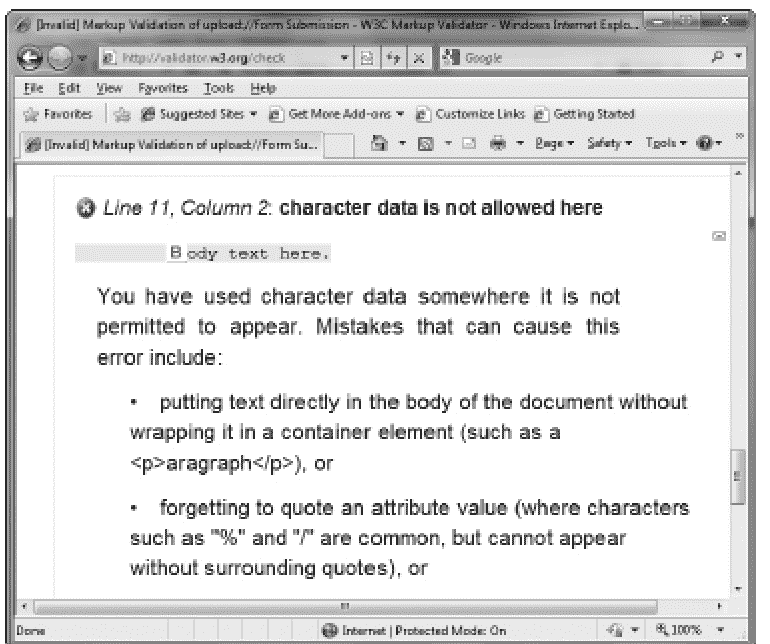 [Invalid] Markup Validation of upload://Form Submission - W3C Markup Validator - Windows Internet Explo...
http://validator.w3.org/check
Google
File Edit View Favorites Tools Help
Favorites Suggested Sites Get More Add-ons Customize Links Getting Started
[Invalid] Markup Validation of upload://Form Su... Page Safety Tools
Line 11, Column 2: character data is not allowed here
Body text here.
You have used character data somewhere it is not
permitted to appear. Mistakes that can cause this
error include:
• putting text directly in the body of the document without
wrapping it in a container element (such as a
<p>aragraph</p>), or
• forgetting to quote an attribute value (where characters
such as "%" and "/" are common, but cannot appear
without surrounding quotes), or
Done Internet | Protected Mode: On 100%